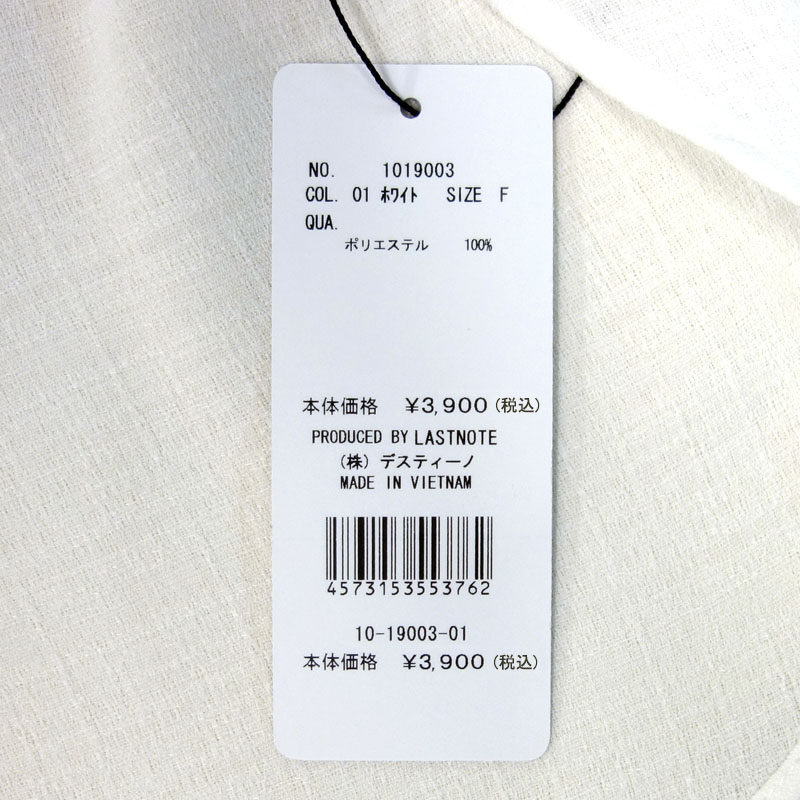 NO. 1019003
COL. 01 ﾎﾜｲﾄ SIZE F
QUA.
ポリエステル 100%
本体価格 ¥3,900(税込)
PRODUCED BY LASTNOTE
(株)デスティーノ
MADE IN VIETNAM
4573153553762
10-19003-01
本体価格 ¥3,900(税込)